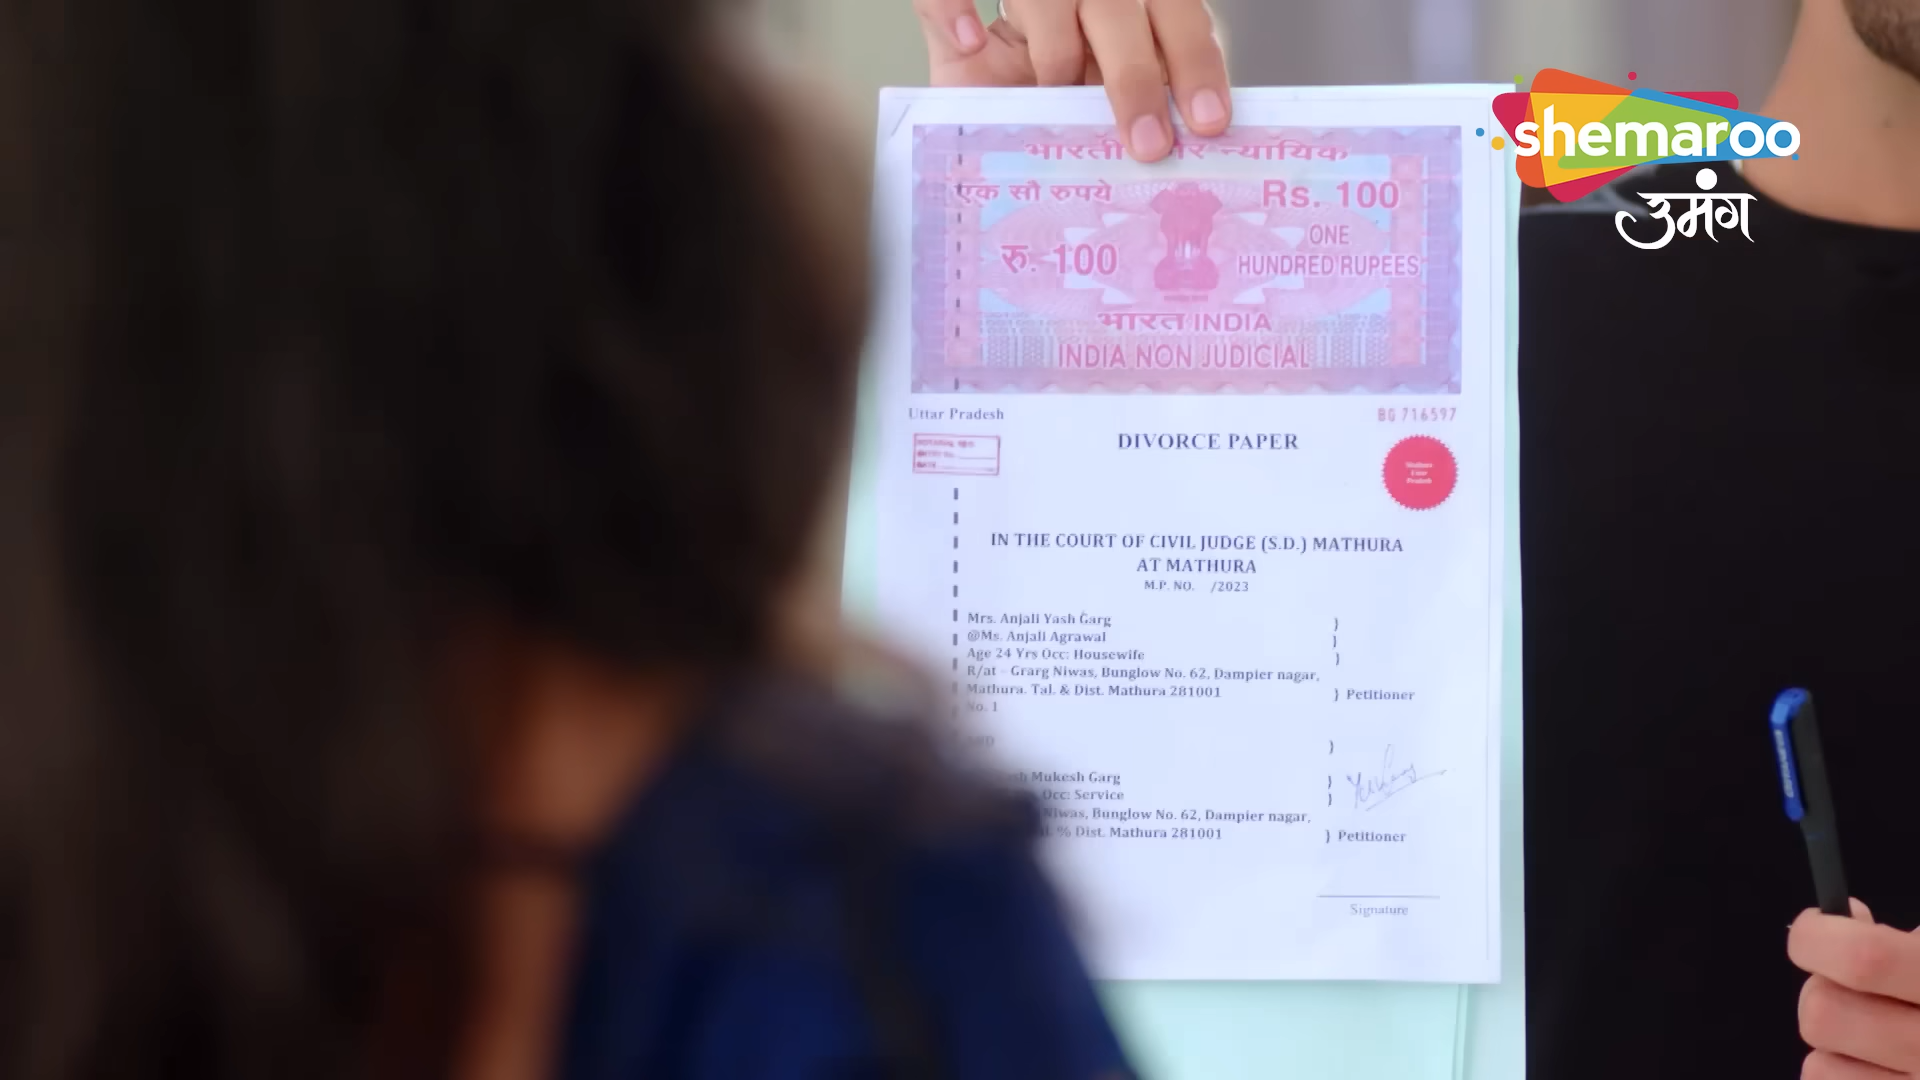 shemaroo
उमंग
एक सौ रुपये Rs. 100
रु. 100 ONE
HUNDRED RUPEES
भारत INDIA
INDIA NON JUDICIAL
Uttar Pradesh BG 716597
DIVORCE PAPER
IN THE COURT OF CIVIL JUDGE (S.D.) MATHURA
AT MATHURA
M.P. NO. /2023
Mrs. Anjali Yash Garg }
@Ms. Anjali Agrawal }
Age 24 Yrs Occ: Housewife }
R/at - Grarg Niwas, Bunglow No. 62, Dampier nagar,
Mathura. Tal. & Dist. Mathura 281001 } Petitioner
No. 1
}
Mukesh Garg }
Occ: Service }
Niwas, Bunglow No. 62, Dampier nagar,
% Dist. Mathura 281001 } Petitioner
Signature